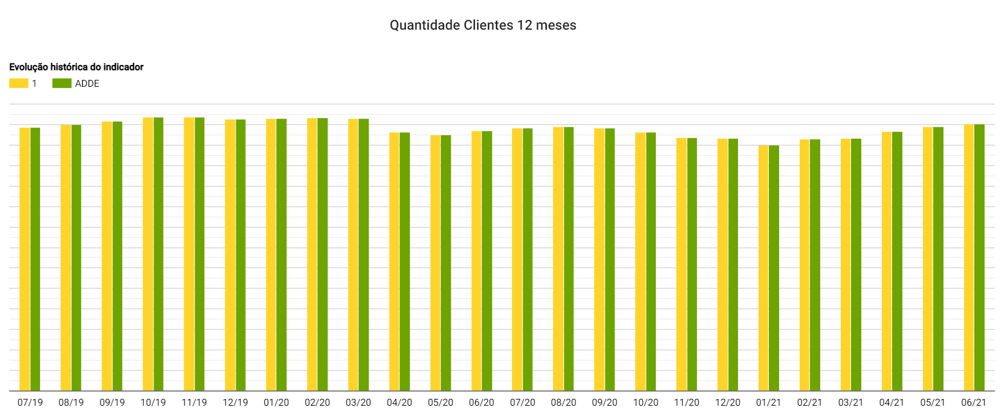 Quantidade Clientes 12 meses
Evolução histórica do indicador
1 ADDE
07/19 08/19 09/19 10/19 11/19 12/19 01/20 02/20 03/20 04/20 05/20 06/20 07/20 08/20 09/20 10/20 11/20 12/20 01/21 02/21 03/21 04/21 05/21 06/21